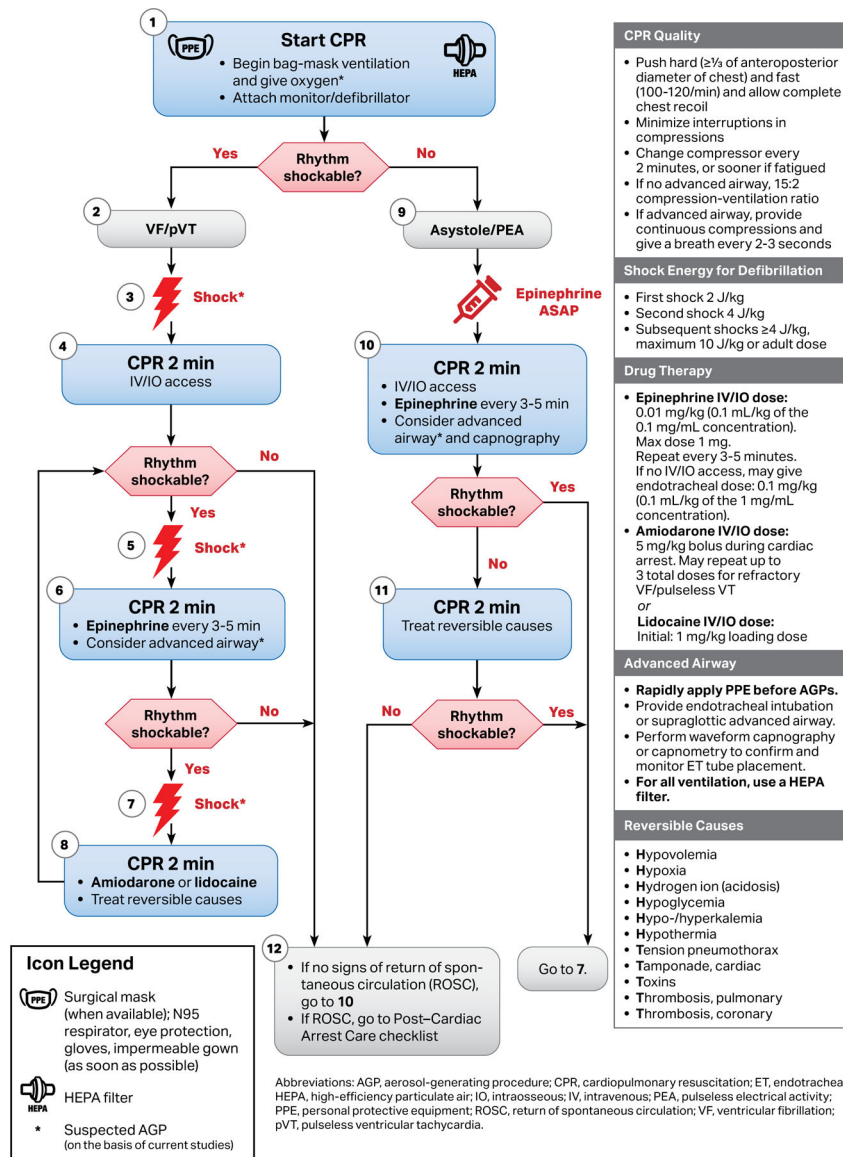 1
PPE
Start CPR
HEPA
• Begin bag-mask ventilation
and give oxygen*
• Attach monitor/defibrillator
Yes
Rhythm
shockable?
No
2
VF/pVT
3
Shock*
4
CPR 2 min
IV/IO access
Rhythm
shockable?
No
Yes
5
Shock*
6
CPR 2 min
• Epinephrine every 3-5 min
• Consider advanced airway*
Rhythm
shockable?
No
Yes
7
Shock*
8
CPR 2 min
• Amiodarone or lidocaine
• Treat reversible causes
9
Asystole/PEA
Epinephrine
ASAP
10
CPR 2 min
• IV/IO access
• Epinephrine every 3-5 min
• Consider advanced
airway* and capnography
Rhythm
shockable?
Yes
No
11
CPR 2 min
Treat reversible causes
No
Rhythm
shockable?
Yes
12
• If no signs of return of spon-
taneous circulation (ROSC),
go to 10
• If ROSC, go to Post–Cardiac
Arrest Care checklist
Go to 7.
Icon Legend
PPE
Surgical mask
(when available); N95
respirator, eye protection,
gloves, impermeable gown
(as soon as possible)
HEPA
HEPA filter
* Suspected AGP
(on the basis of current studies)
CPR Quality
• Push hard (≥⅓ of anteroposterior
diameter of chest) and fast
(100-120/min) and allow complete
chest recoil
• Minimize interruptions in
compressions
• Change compressor every
2 minutes, or sooner if fatigued
• If no advanced airway, 15:2
compression-ventilation ratio
• If advanced airway, provide
continuous compressions and
give a breath every 2-3 seconds
Shock Energy for Defibrillation
• First shock 2 J/kg
• Second shock 4 J/kg
• Subsequent shocks ≥4 J/kg,
maximum 10 J/kg or adult dose
Drug Therapy
• Epinephrine IV/IO dose:
0.01 mg/kg (0.1 mL/kg of the
0.1 mg/mL concentration).
Max dose 1 mg.
Repeat every 3-5 minutes.
If no IV/IO access, may give
endotracheal dose: 0.1 mg/kg
(0.1 mL/kg of the 1 mg/mL
concentration).
• Amiodarone IV/IO dose:
5 mg/kg bolus during cardiac
arrest. May repeat up to
3 total doses for refractory
VF/pulseless VT
or
Lidocaine IV/IO dose:
Initial: 1 mg/kg loading dose
Advanced Airway
• Rapidly apply PPE before AGPs.
• Provide endotracheal intubation
or supraglottic advanced airway.
• Perform waveform capnography
or capnometry to confirm and
monitor ET tube placement.
• For all ventilation, use a HEPA
filter.
Reversible Causes
• Hypovolemia
• Hypoxia
• Hydrogen ion (acidosis)
• Hypoglycemia
• Hypo-/hyperkalemia
• Hypothermia
• Tension pneumothorax
• Tamponade, cardiac
• Toxins
• Thrombosis, pulmonary
• Thrombosis, coronary
Abbreviations: AGP, aerosol-generating procedure; CPR, cardiopulmonary resuscitation; ET, endotrachea
HEPA, high-efficiency particulate air; IO, intraosseous; IV, intravenous; PEA, pulseless electrical activity;
PPE, personal protective equipment; ROSC, return of spontaneous circulation; VF, ventricular fibrillation;
pVT, pulseless ventricular tachycardia.